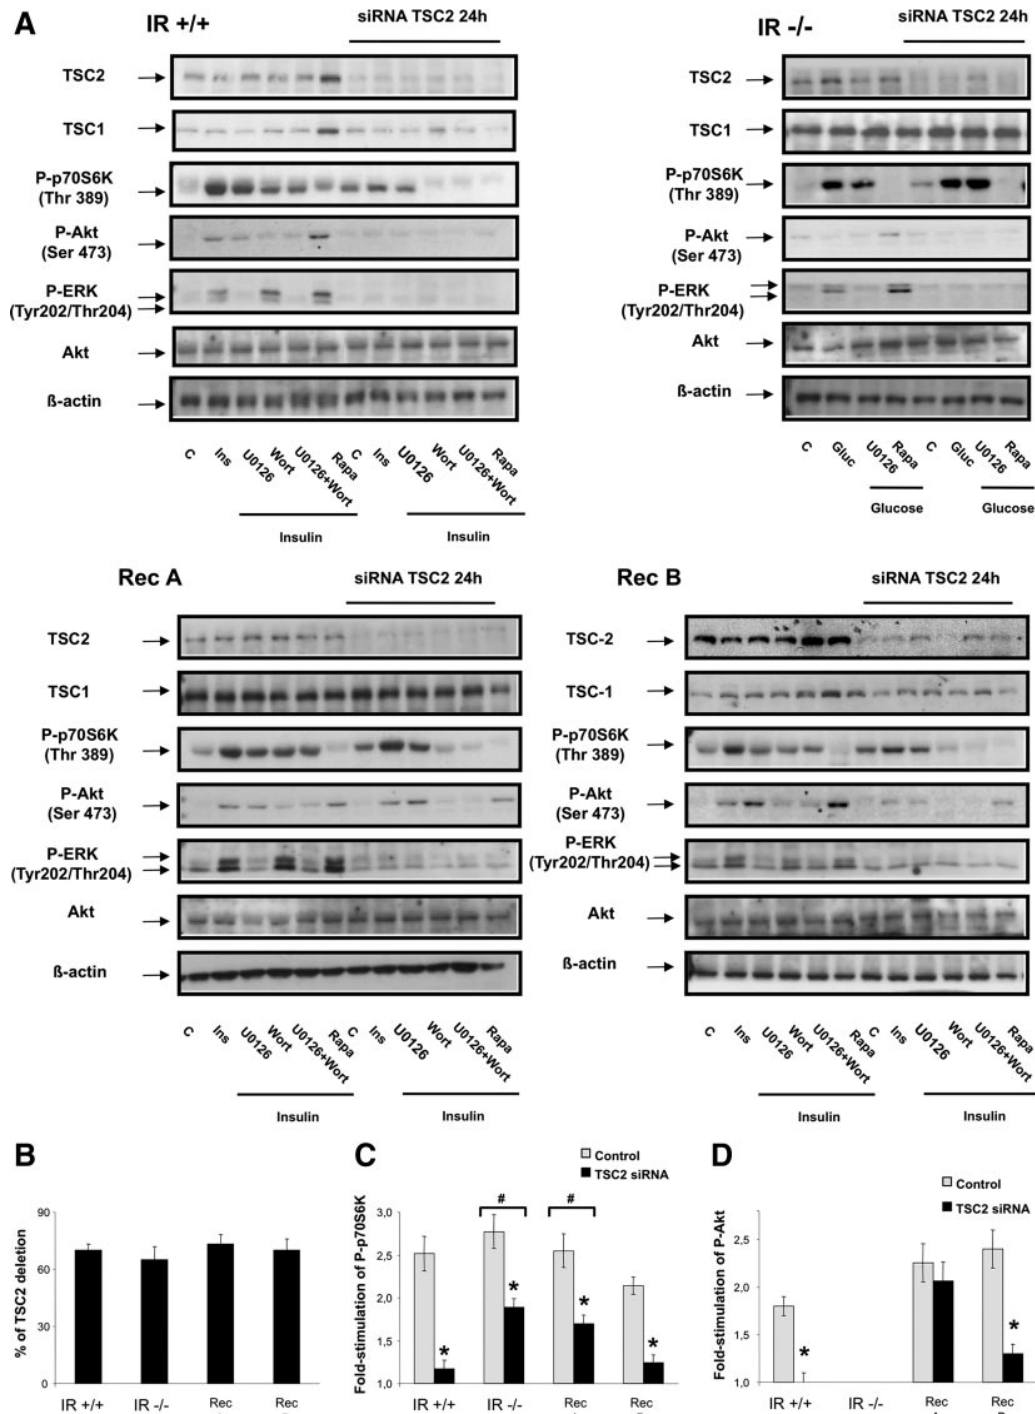 A
IR +/+
siRNA TSC2 24h
TSC2
TSC1
P-p70S6K
(Thr 389)
P-Akt
(Ser 473)
P-ERK
(Tyr202/Thr204)
Akt
ß-actin
C Ins U0126 Wort U0126+Wort Rapa C Ins U0126 Wort U0126+Wort Rapa
Insulin Insulin
IR -/-
siRNA TSC2 24h
TSC2
TSC1
P-p70S6K
(Thr 389)
P-Akt
(Ser 473)
P-ERK
(Tyr202/Thr204)
Akt
ß-actin
C Gluc U0126 Rapa C Gluc U0126 Rapa
Glucose Glucose
Rec A
siRNA TSC2 24h
TSC2
TSC1
P-p70S6K
(Thr 389)
P-Akt
(Ser 473)
P-ERK
(Tyr202/Thr204)
Akt
ß-actin
C Ins U0126 Wort U0126+Wort Rapa C Ins U0126 Wort U0126+Wort Rapa
Insulin Insulin
Rec B
siRNA TSC2 24h
TSC-2
TSC-1
P-p70S6K
(Thr 389)
P-Akt
(Ser 473)
P-ERK
(Tyr202/Thr204)
Akt
ß-actin
C Ins U0126 Wort U0126+Wort Rapa C Ins U0126 Wort U0126+Wort Rapa
Insulin Insulin
B
% of TSC2 deletion
90
60
30
0
IR +/+ IR -/- Rec Rec
C
Control
TSC2 siRNA
Fold-stimulation of P-p70S6K
3,0
2,5
2,0
1,5
1,0
# #
* * * *
IR +/+ IR -/- Rec Rec
D
Control
TSC2 siRNA
Fold-stimulation of P-Akt
2,5
2,0
1,5
1,0
* *
IR +/+ IR -/- Rec Rec